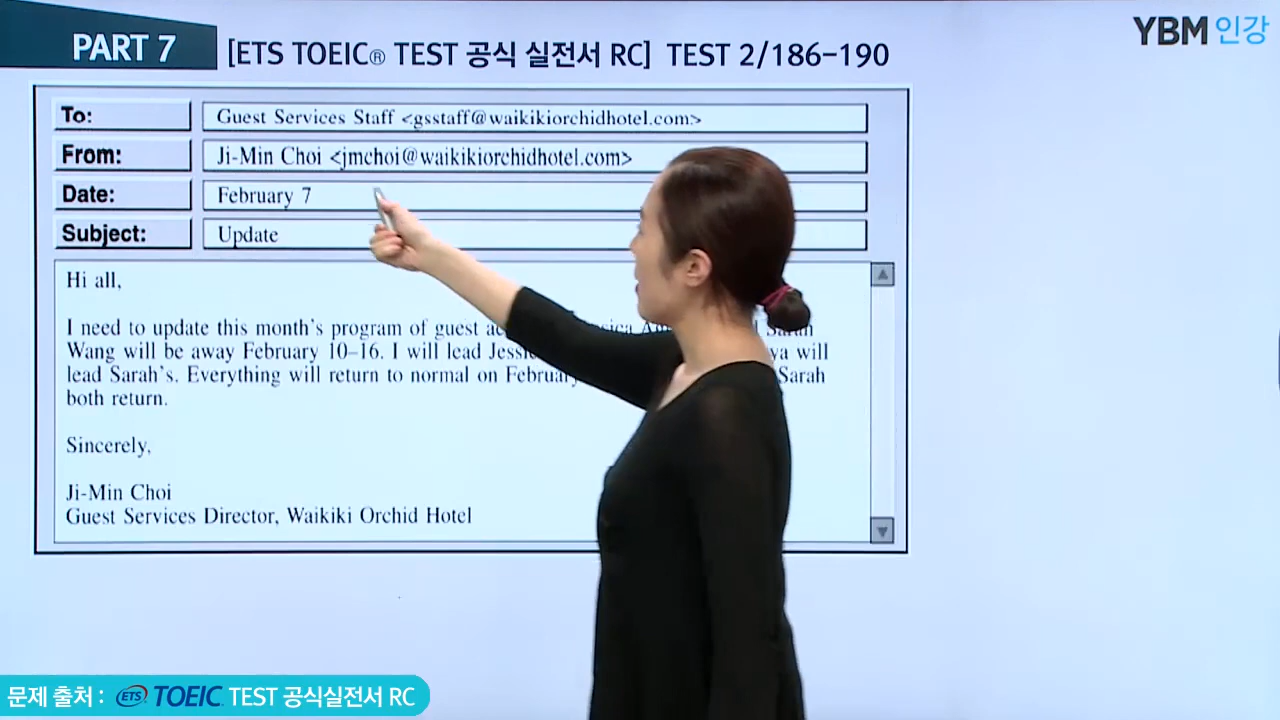 PART 7
[ETS TOEIC® TEST 공식 실전서 RC] TEST 2/186-190
YBM 인강
To: Guest Services Staff <gsstaff@waikikiorchidhotel.com>
From: Ji-Min Choi <jmchoi@waikikiorchidhotel.com>
Date: February 7
Subject: Update
Hi all,
I need to update this month's program of guest Sarah
Wang will be away February 10–16. I will lead will
lead Sarah's. Everything will return to normal on Sarah
both return.
Sincerely,
Ji-Min Choi
Guest Services Director, Waikiki Orchid Hotel
문제 출처 : ETS TOEIC TEST 공식실전서 RC